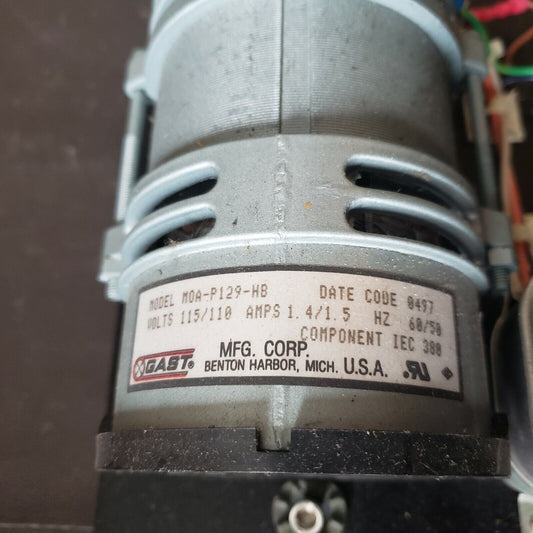 MODEL MOA-P129-HB DATE CODE 0497
VOLTS 115/110 AMPS 1.4/1.5 HZ 60/50
COMPONENT IEC 380
GAST® MFG. CORP.
BENTON HARBOR, MICH. U.S.A.